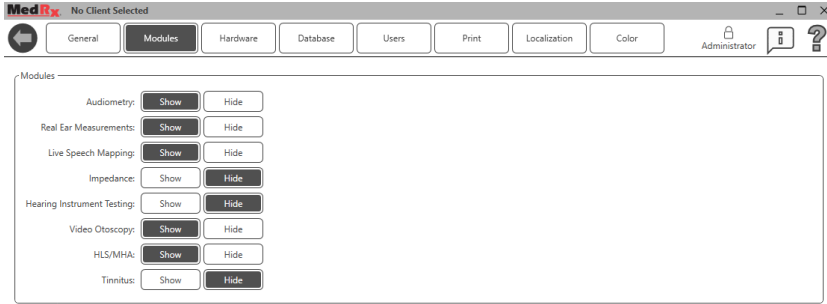 MedRx No Client Selected
General Modules Hardware Database Users Print Localization Color Administrator
Modules
Audiometry: Show Hide
Real Ear Measurements: Show Hide
Live Speech Mapping: Show Hide
Impedance: Show Hide
Hearing Instrument Testing: Show Hide
Video Otoscopy: Show Hide
HLS/MHA: Show Hide
Tinnitus: Show Hide